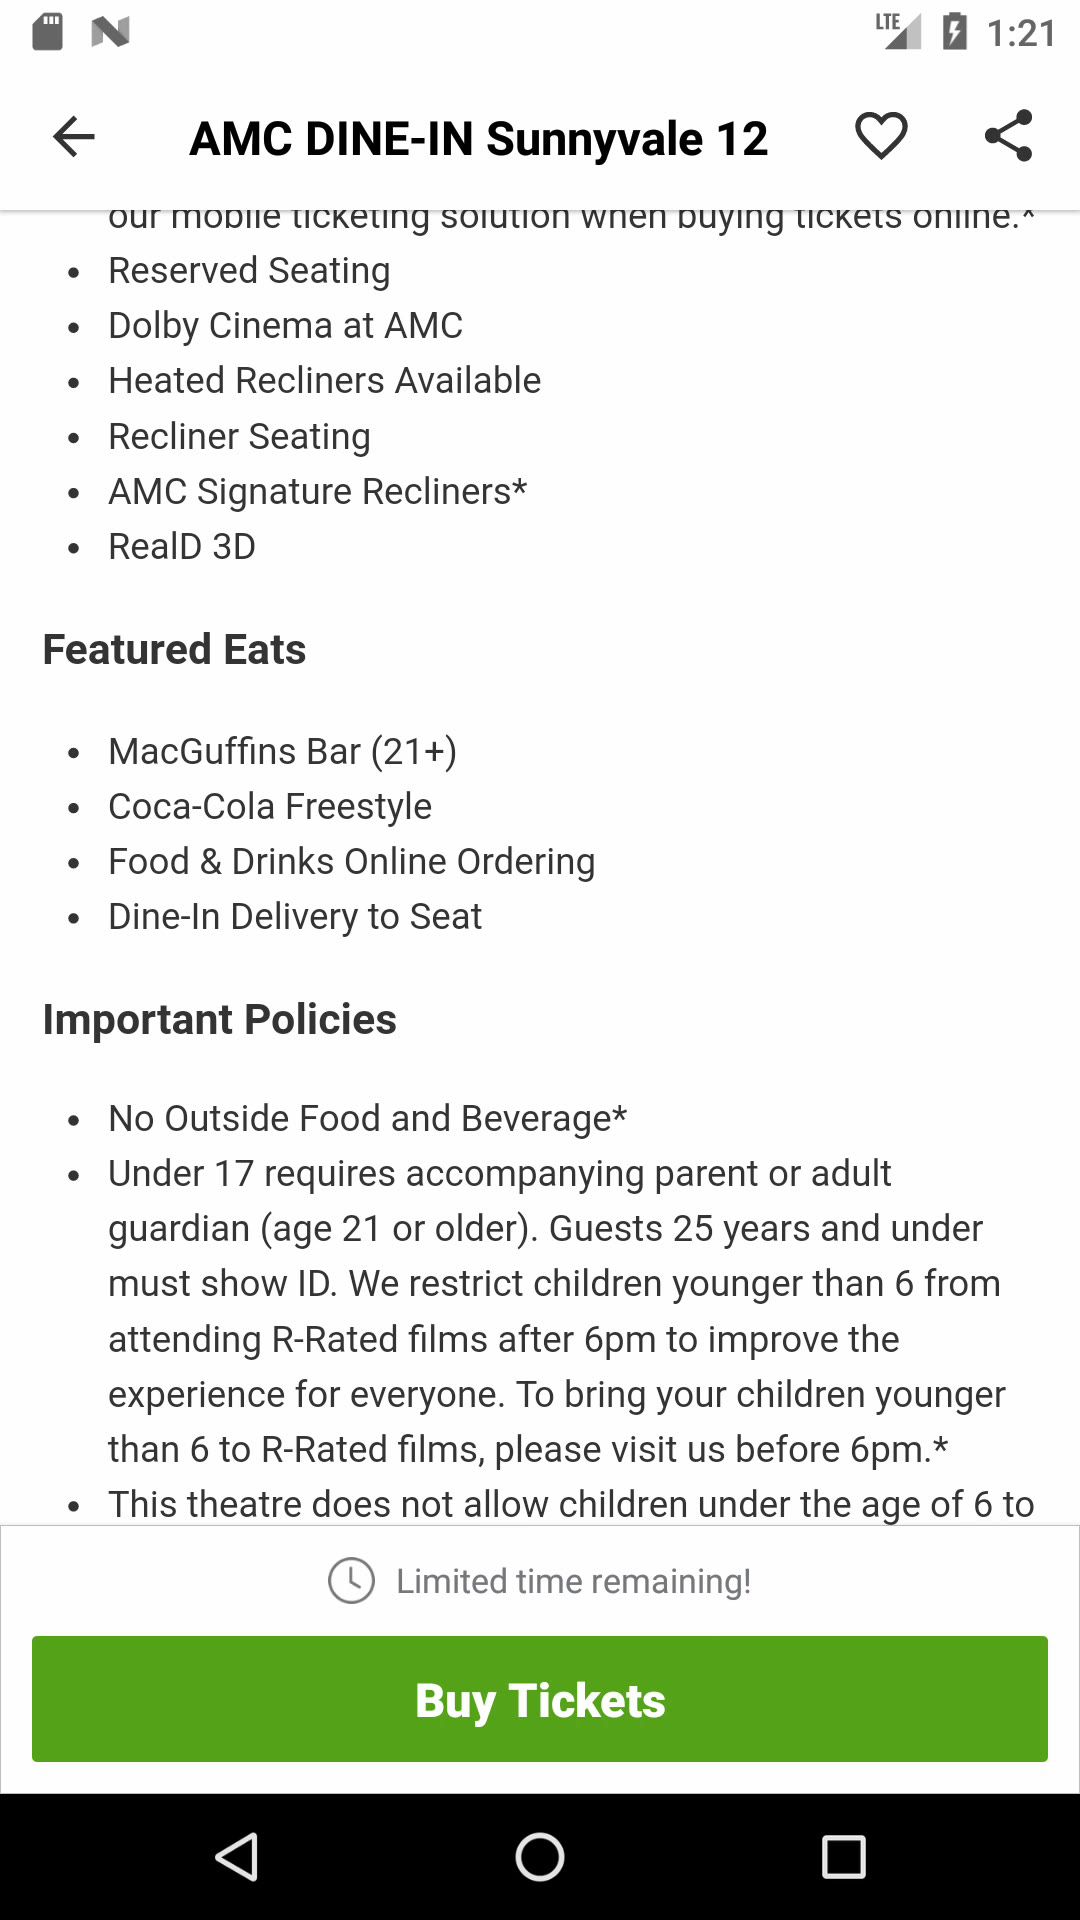 LTE 1:21
AMC DINE-IN Sunnyvale 12
our mobile ticketing solution when buying tickets online.*
• Reserved Seating
• Dolby Cinema at AMC
• Heated Recliners Available
• Recliner Seating
• AMC Signature Recliners*
• RealD 3D
Featured Eats
• MacGuffins Bar (21+)
• Coca-Cola Freestyle
• Food & Drinks Online Ordering
• Dine-In Delivery to Seat
Important Policies
• No Outside Food and Beverage*
• Under 17 requires accompanying parent or adult
guardian (age 21 or older). Guests 25 years and under
must show ID. We restrict children younger than 6 from
attending R-Rated films after 6pm to improve the
experience for everyone. To bring your children younger
than 6 to R-Rated films, please visit us before 6pm.*
• This theatre does not allow children under the age of 6 to
Limited time remaining!
Buy Tickets